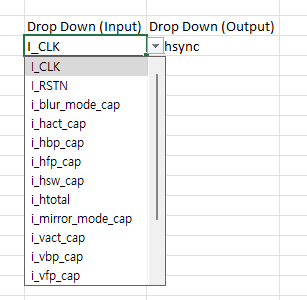 Drop Down (Input) Drop Down (Output)
I_CLK hsync
I_CLK
I_RSTN
i_blur_mode_cap
i_hact_cap
i_hbp_cap
i_hfp_cap
i_hsw_cap
i_htotal
i_mirror_mode_cap
i_vact_cap
i_vbp_cap
i_vfp_cap